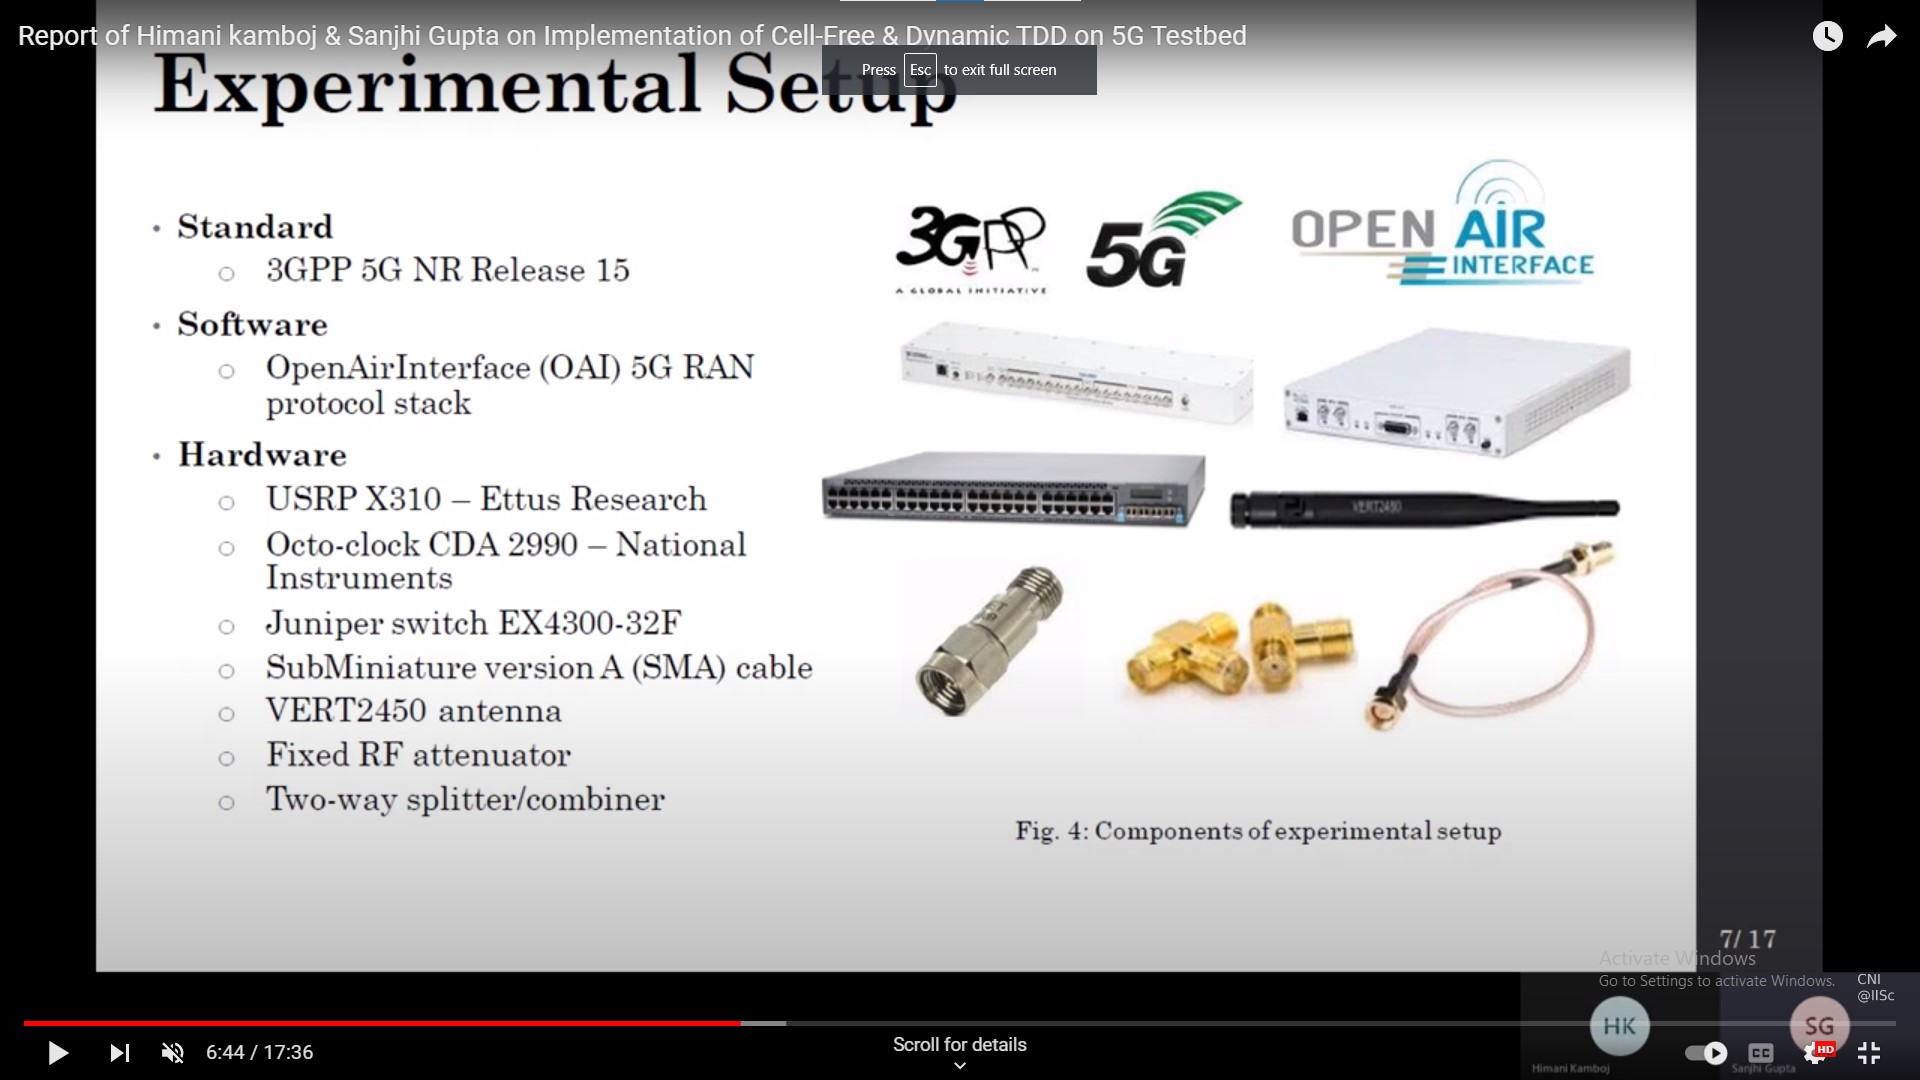 Report of Himani kamboj & Sanjhi Gupta on Implementation of Cell-Free & Dynamic TDD on 5G Testbed
Press Esc to exit full screen
Experimental Setup
• Standard
○ 3GPP 5G NR Release 15
• Software
○ OpenAirInterface (OAI) 5G RAN
protocol stack
• Hardware
○ USRP X310 – Ettus Research
○ Octo-clock CDA 2990 – National
Instruments
○ Juniper switch EX4300-32F
○ SubMiniature version A (SMA) cable
○ VERT2450 antenna
○ Fixed RF attenuator
○ Two-way splitter/combiner
3GPP
A GLOBAL INITIATIVE
5G
OPEN AIR
INTERFACE
VERT2450
Fig. 4: Components of experimental setup
7/ 17
Activate Windows
Go to Settings to activate Windows.
CNI
@IISc
HK
SG
Himani Kamboj
Sanjhi Gupta
6:44 / 17:36
Scroll for details
CC
HD